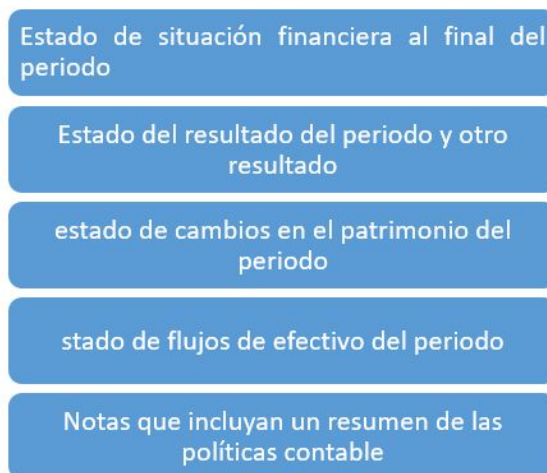 Estado de situación financiera al final del
periodo
Estado del resultado del periodo y otro
resultado
estado de cambios en el patrimonio del
periodo
stado de flujos de efectivo del periodo
Notas que incluyan un resumen de las
políticas contable